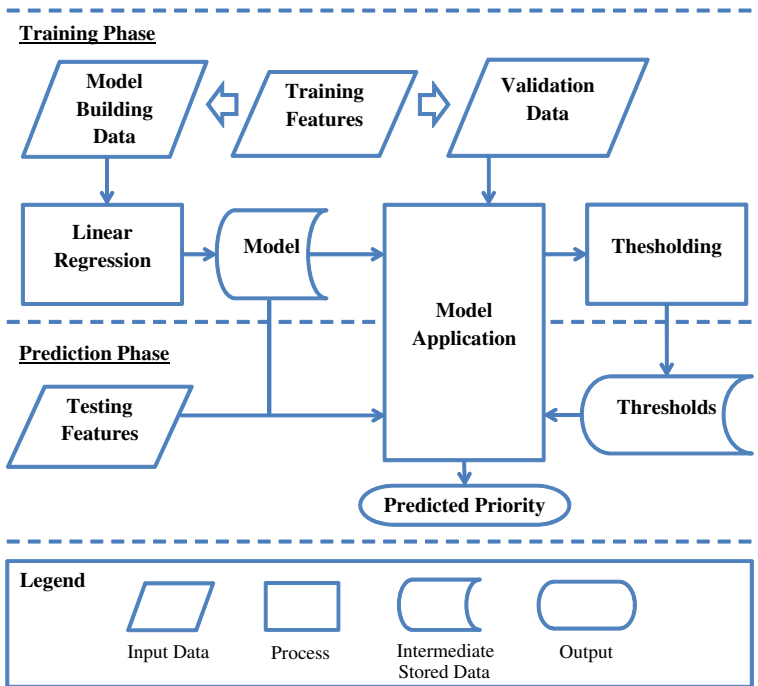 Training Phase
Model
Building
Data
Training
Features
Validation
Data
Linear
Regression
Model
Model
Application
Thesholding
Prediction Phase
Testing
Features
Thresholds
Predicted Priority
Legend
Input Data
Process
Intermediate
Stored Data
Output